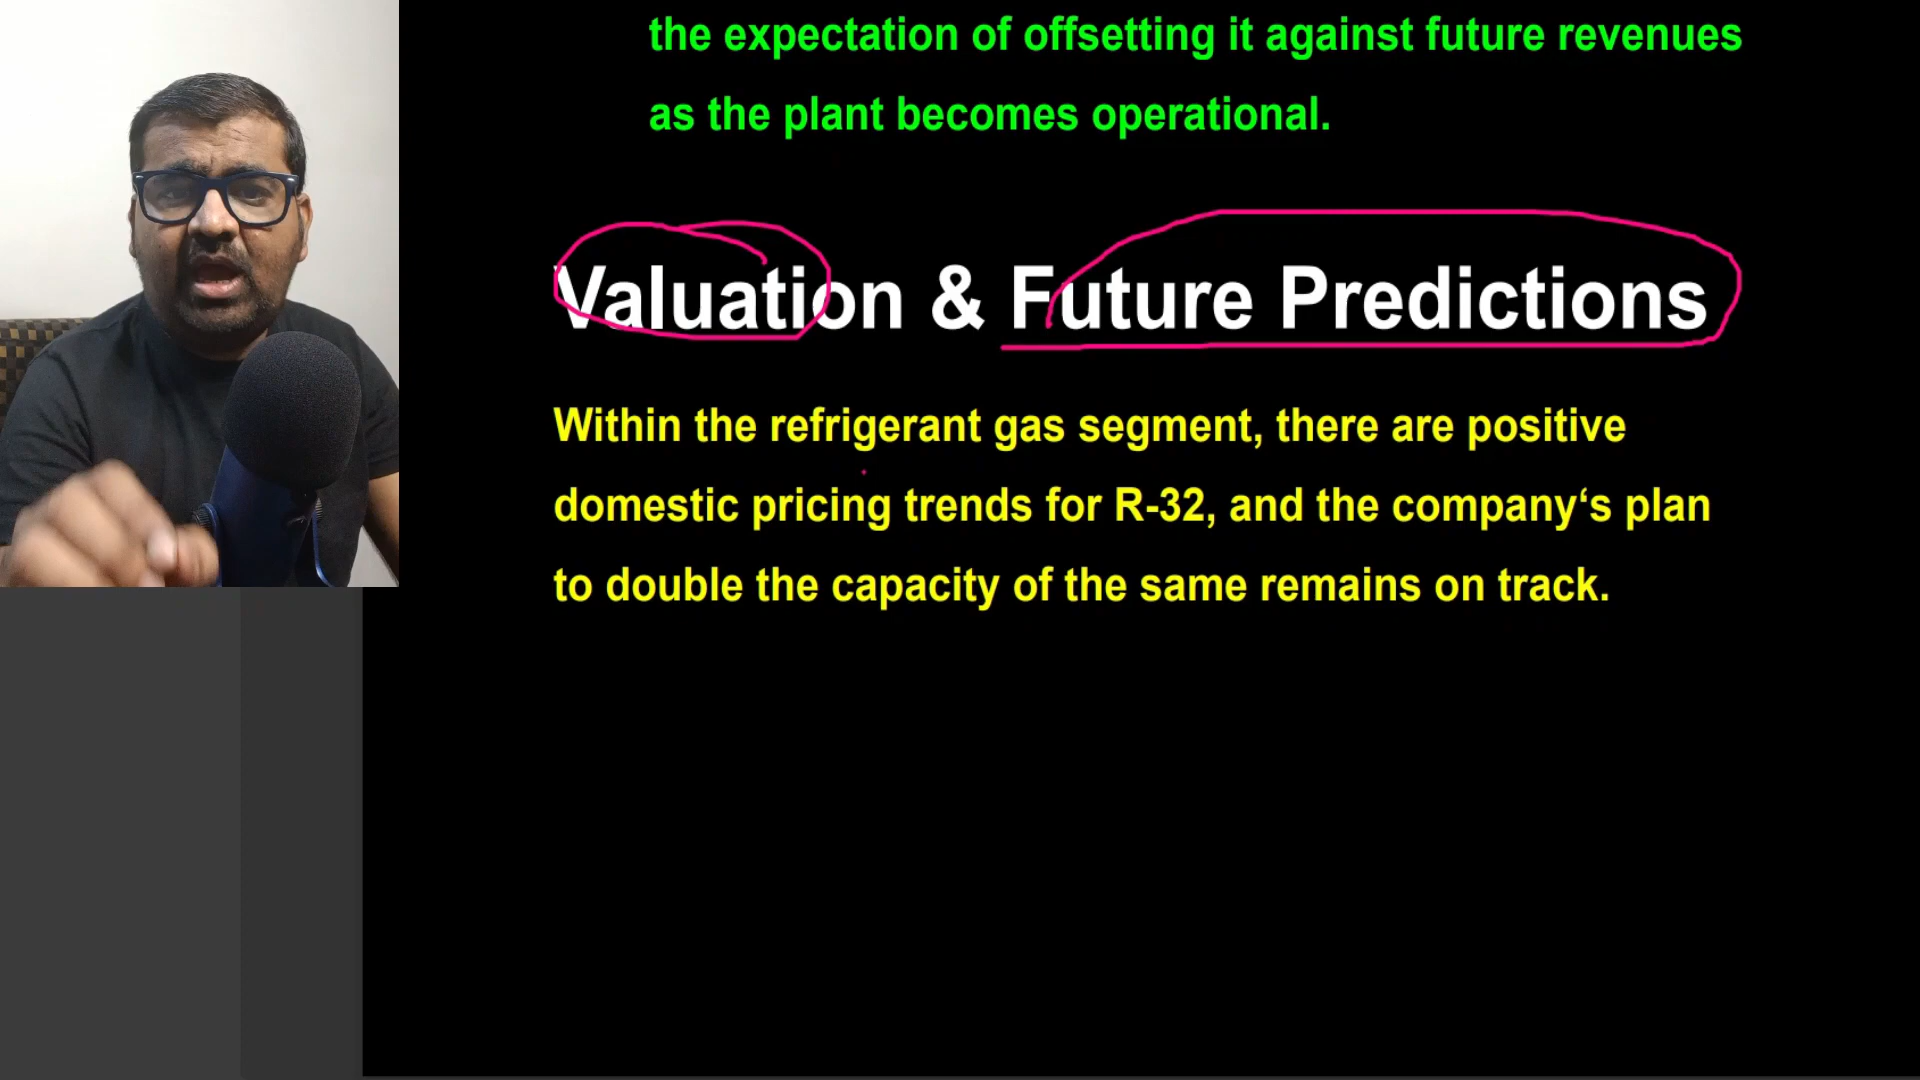 the expectation of offsetting it against future revenues
as the plant becomes operational.
Valuation & Future Predictions
Within the refrigerant gas segment, there are positive
domestic pricing trends for R-32, and the company‘s plan
to double the capacity of the same remains on track.